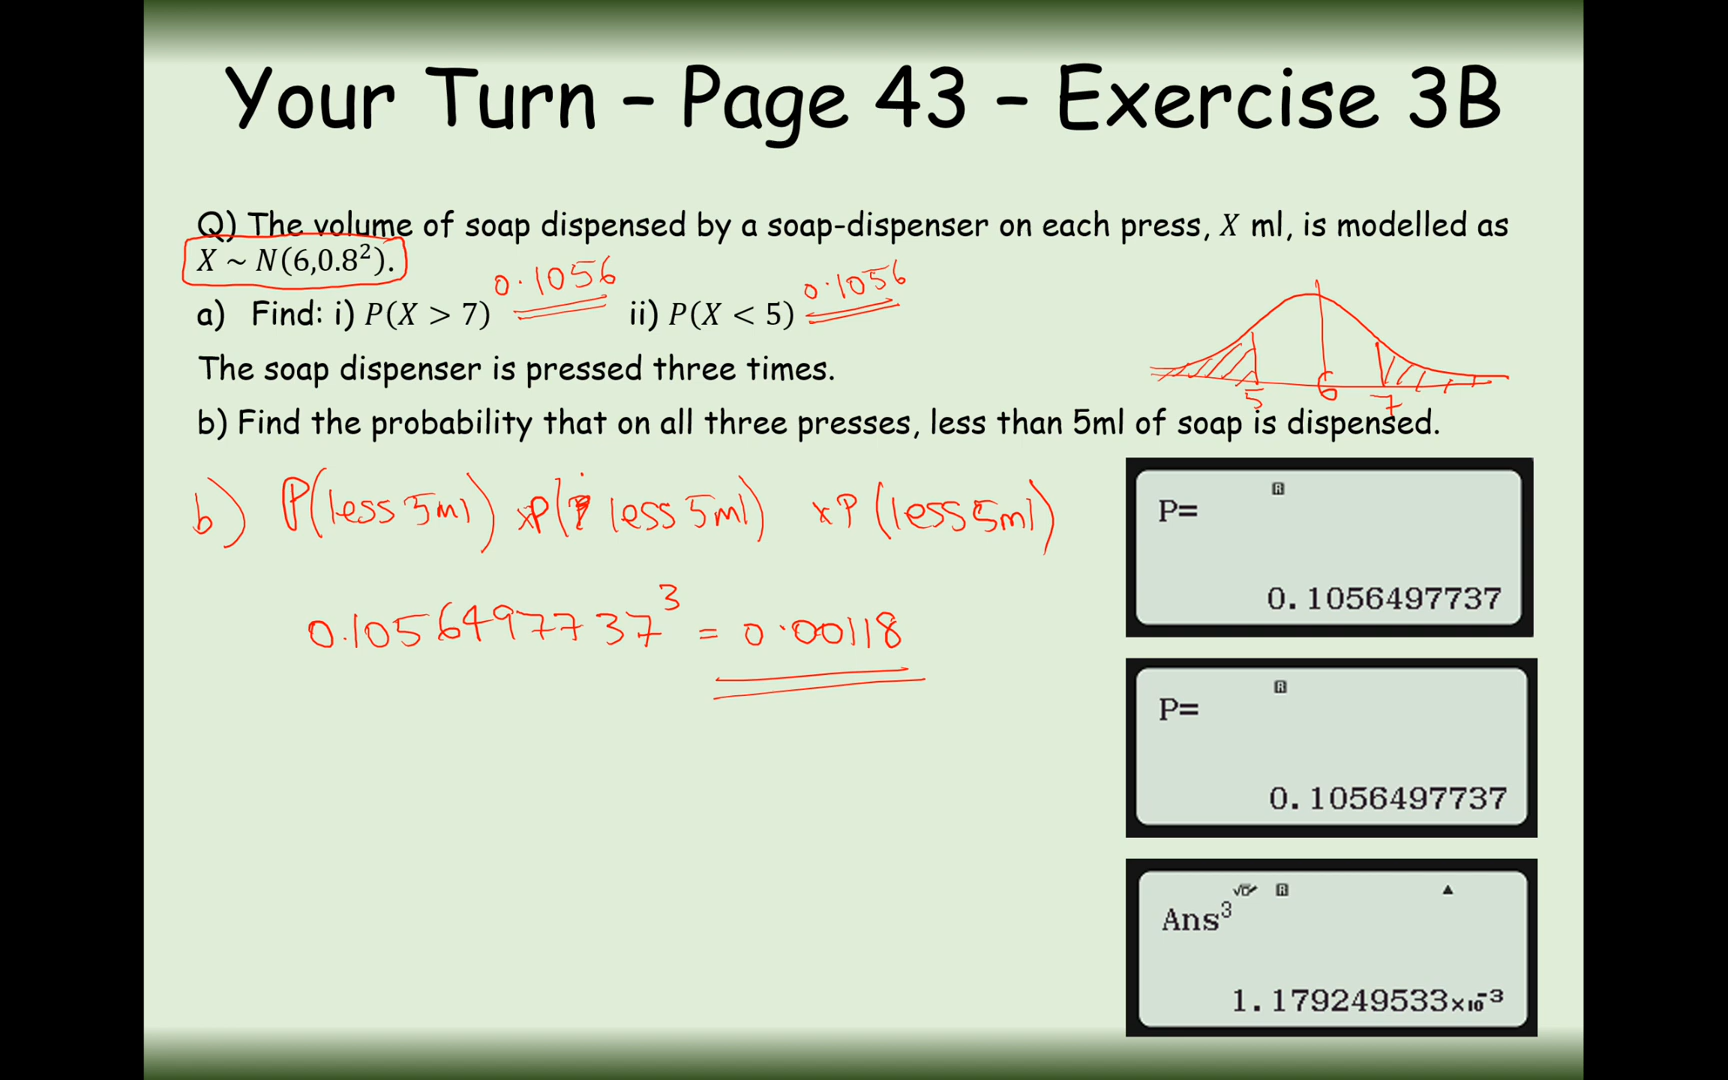 Your Turn – Page 43 – Exercise 3B
Q) The volume of soap dispensed by a soap-dispenser on each press, X ml, is modelled as
X ~ N(6,0.8²).
0.1056
0.1056
a) Find: i) P(X > 7) ii) P(X < 5)
The soap dispenser is pressed three times.
5 6 7
b) Find the probability that on all three presses, less than 5ml of soap is dispensed.
b) P(less 5ml) xP( less 5ml) xP(less 5ml)
0.1056497737³ = 0.00118
R
P=
0.1056497737
R
P=
0.1056497737
√ R ▲
Ans³
1.179249533×10⁻³